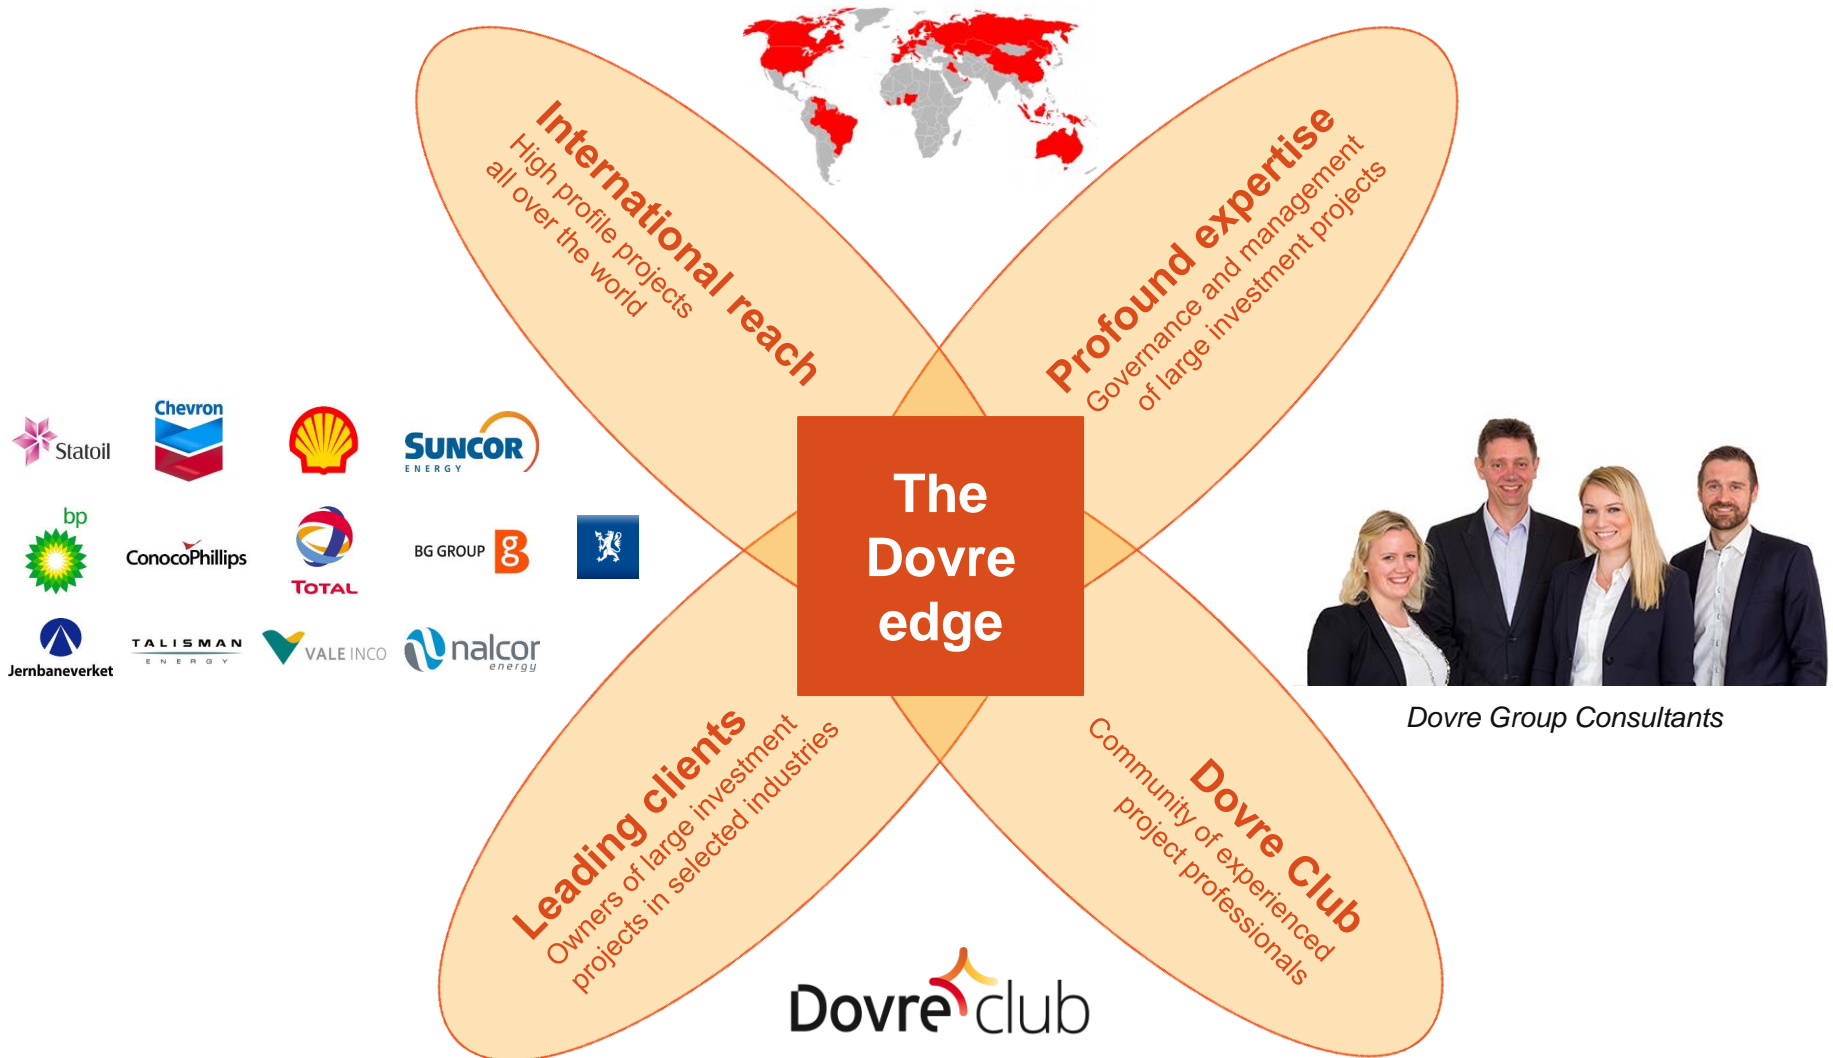 International reach
High profile projects
all over the world
Profound expertise
Governance and management
of large investment projects
Statoil
Chevron
SUNCOR
ENERGY
bp
ConocoPhillips
TOTAL
BG GROUP
g
Jernbaneverket
TALISMAN
ENERGY
VALE INCO
nalcor
energy
The
Dovre
edge
Dovre Group Consultants
Leading clients
Owners of large investment
projects in selected industries
Dovre Club
Community of experienced
project professionals
Dovre club